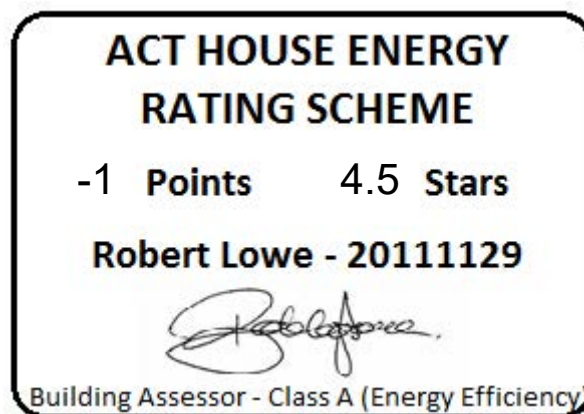 ACT HOUSE ENERGY
RATING SCHEME
-1 Points 4.5 Stars
Robert Lowe - 20111129
Building Assessor - Class A (Energy Efficiency)